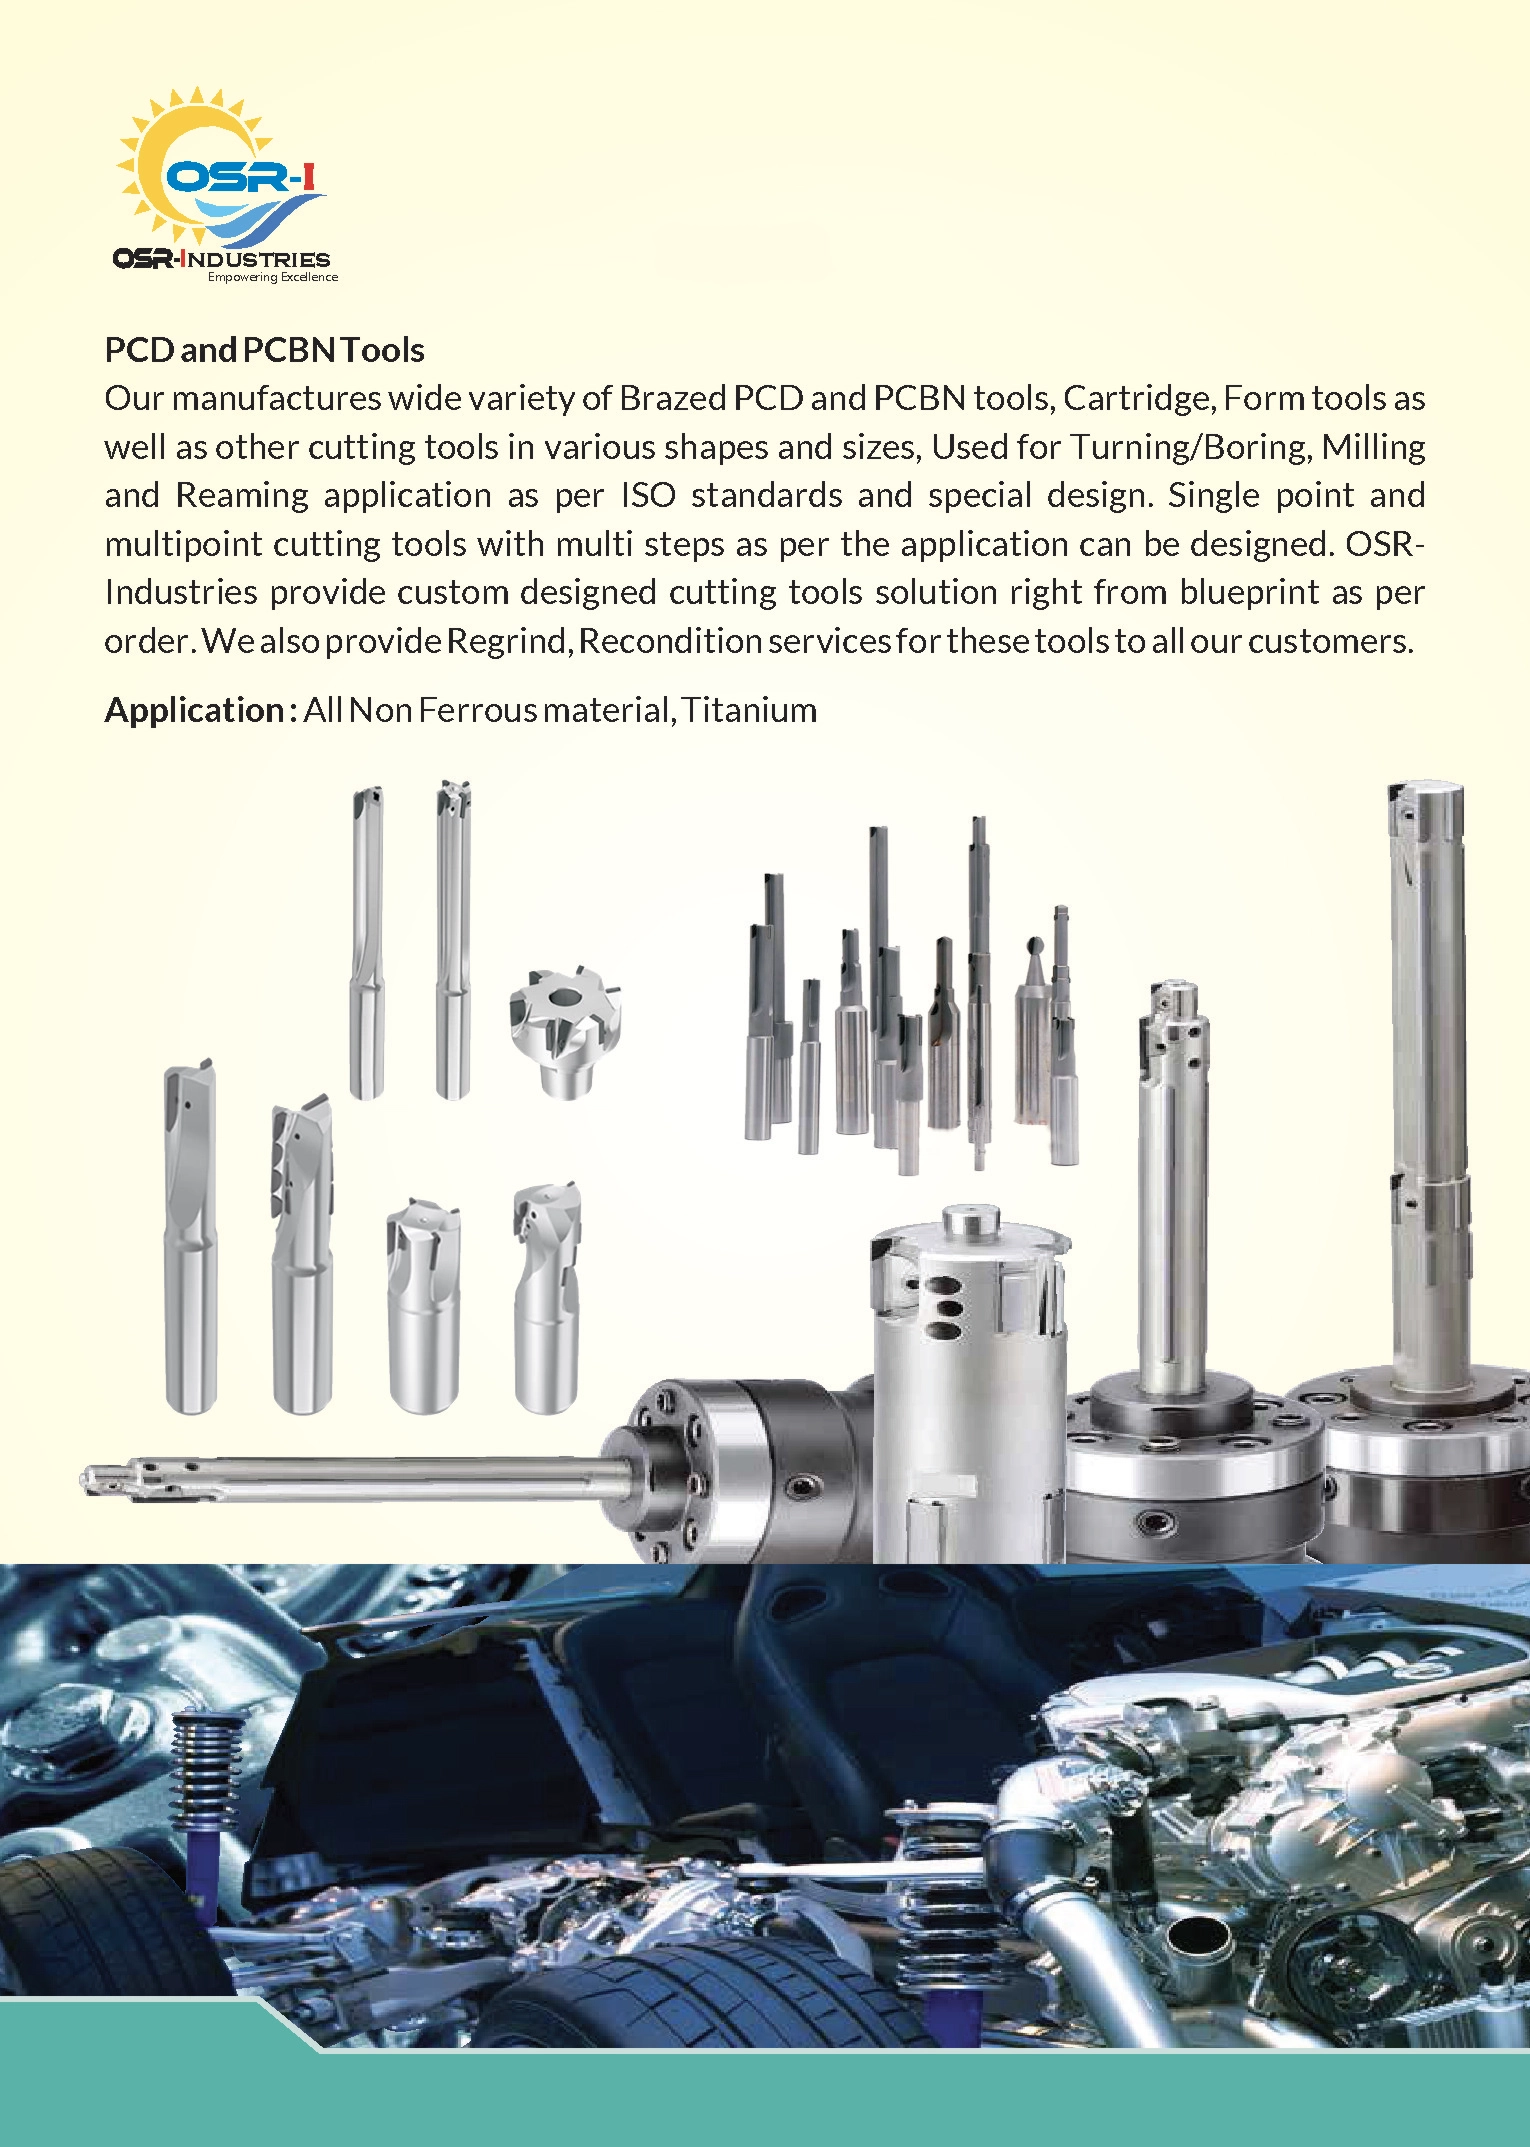 OSR-I
OSR-Industries
Empowering Excellence
PCD and PCBN Tools
Our manufactures wide variety of Brazed PCD and PCBN tools, Cartridge, Form tools as
well as other cutting tools in various shapes and sizes, Used for Turning/Boring, Milling
and Reaming application as per ISO standards and special design. Single point and
multipoint cutting tools with multi steps as per the application can be designed. OSR-
Industries provide custom designed cutting tools solution right from blueprint as per
order. We also provide Regrind, Recondition services for these tools to all our customers.
Application : All Non Ferrous material, Titanium